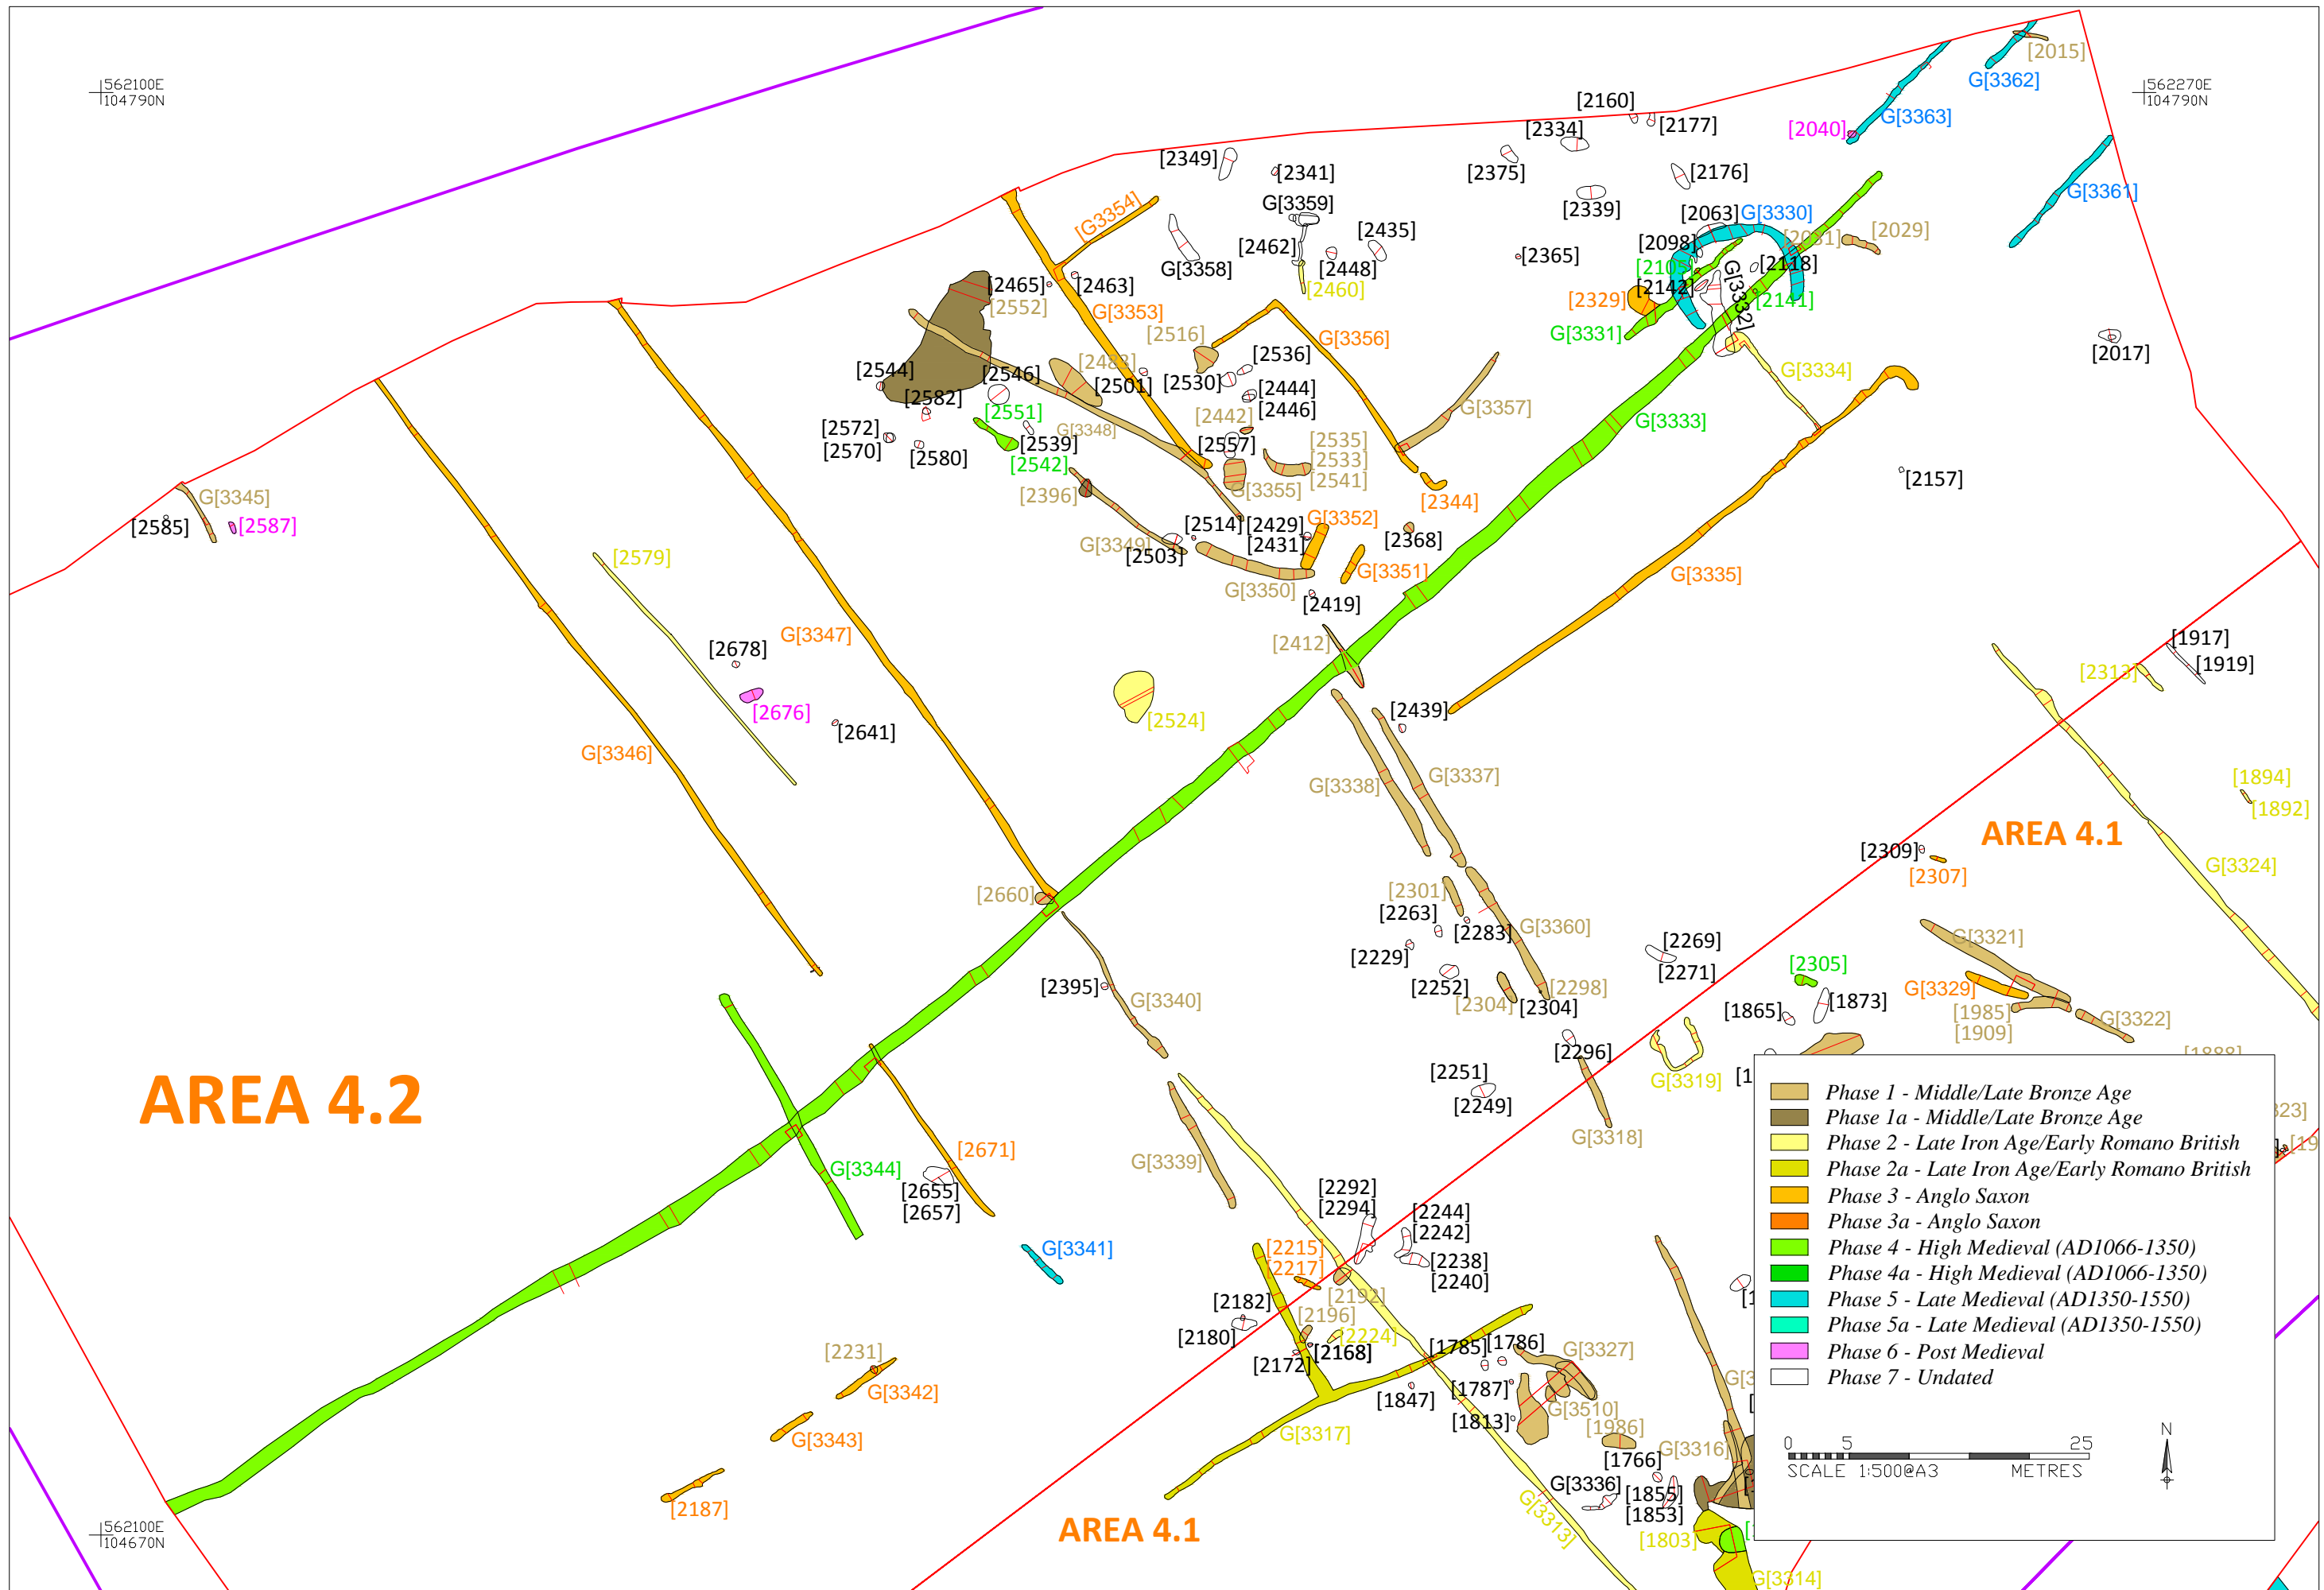 562100E
104790N
562270E
104790N
[2015]
G[3362]
[2160]
[2177]
[2040]
G[3363]
[2334]
[2349]
[2341]
[2375]
[2176]
G[3361]
[G3354]
G[3359]
[2339]
[2063]
G[3330]
[2029]
[2462]
[2435]
[2098]
[2081]
[2365]
G[3358]
[2448]
[2105]
[2118]
[2465]
[2463]
[2142]
G[3332]
[2460]
[2329]
[2141]
[2552]
G[3353]
[2516]
G[3356]
G[3331]
[2017]
[2483]
[2536]
[2544]
[2546]
[2501]
[2530]
G[3334]
[2444]
[2582]
[2446]
G[3357]
[2551]
[2442]
G[3333]
[2572]
G[3348]
[2539]
[2557]
[2535]
[2570]
[2580]
[2542]
[2533]
[2541]
[2157]
[2396]
G[3355]
G[3345]
[2344]
[2585]
[2587]
[2514]
[2429]
G[3352]
G[3349]
[2431]
[2368]
[2503]
[2579]
G[3351]
G[3335]
G[3350]
[2419]
G[3347]
[2412]
[1917]
[2678]
[1919]
[2313]
[2676]
[2524]
[2439]
[2641]
G[3346]
G[3338]
G[3337]
[1894]
[1892]
AREA 4.1
[2309]
G[3324]
[2307]
[2660]
[2301]
[2263]
[2283]
G[3360]
G[3321]
[2229]
[2269]
[2271]
[2305]
[2395]
G[3340]
[2252]
[2304]
[2298]
[2304]
G[3329]
[1873]
[1865]
[1985]
[1909]
G[3322]
[2296]
G[3319]
[2251]
[2249]
AREA 4.2
G[3318]
[2671]
G[3339]
G[3344]
[2655]
[2657]
[2292]
[2294]
[2244]
[2242]
G[3341]
[2215]
[2217]
[2238]
[2240]
[2192]
[2182]
[2196]
[2180]
[2224]
[2172]
[2168]
[1785]
[1786]
G[3327]
[2231]
G[3342]
[1847]
[1787]
[1813]
G[3510]
[1986]
G[3343]
G[3317]
G[3316]
[1766]
G[3336]
[1855]
[1853]
[2187]
G[3313]
[1803]
AREA 4.1
562100E
104670N
G[3314]
Phase 1 - Middle/Late Bronze Age
Phase 1a - Middle/Late Bronze Age
Phase 2 - Late Iron Age/Early Romano British
Phase 2a - Late Iron Age/Early Romano British
Phase 3 - Anglo Saxon
Phase 3a - Anglo Saxon
Phase 4 - High Medieval (AD1066-1350)
Phase 4a - High Medieval (AD1066-1350)
Phase 5 - Late Medieval (AD1350-1550)
Phase 5a - Late Medieval (AD1350-1550)
Phase 6 - Post Medieval
Phase 7 - Undated
0 5 25
SCALE 1:500@A3 METRES
N